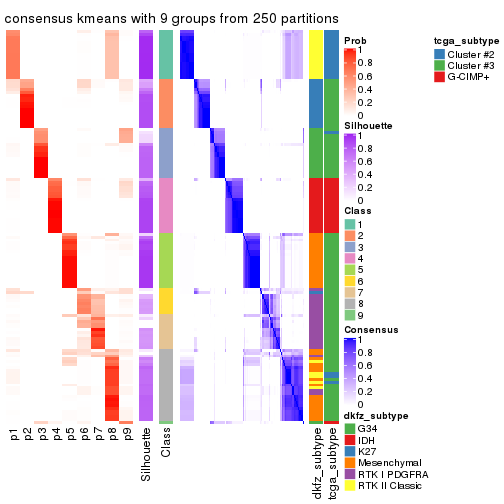 consensus kmeans with 9 groups from 250 partitions
Prob
1
0.8
0.6
0.4
0.2
0
Silhouette
1
0.8
0.6
0.4
0.2
0
Class
1
2
3
4
5
6
7
8
9
Consensus
1
0.8
0.6
0.4
0.2
0
dkfz_subtype
G34
IDH
K27
Mesenchymal
RTK I PDGFRA
RTK II Classic
tcga_subtype
Cluster #2
Cluster #3
G-CIMP+
p1
p2
p3
p4
p5
p6
p7
p8
p9
Silhouette
Class
dkfz_subtype
tcga_subtype